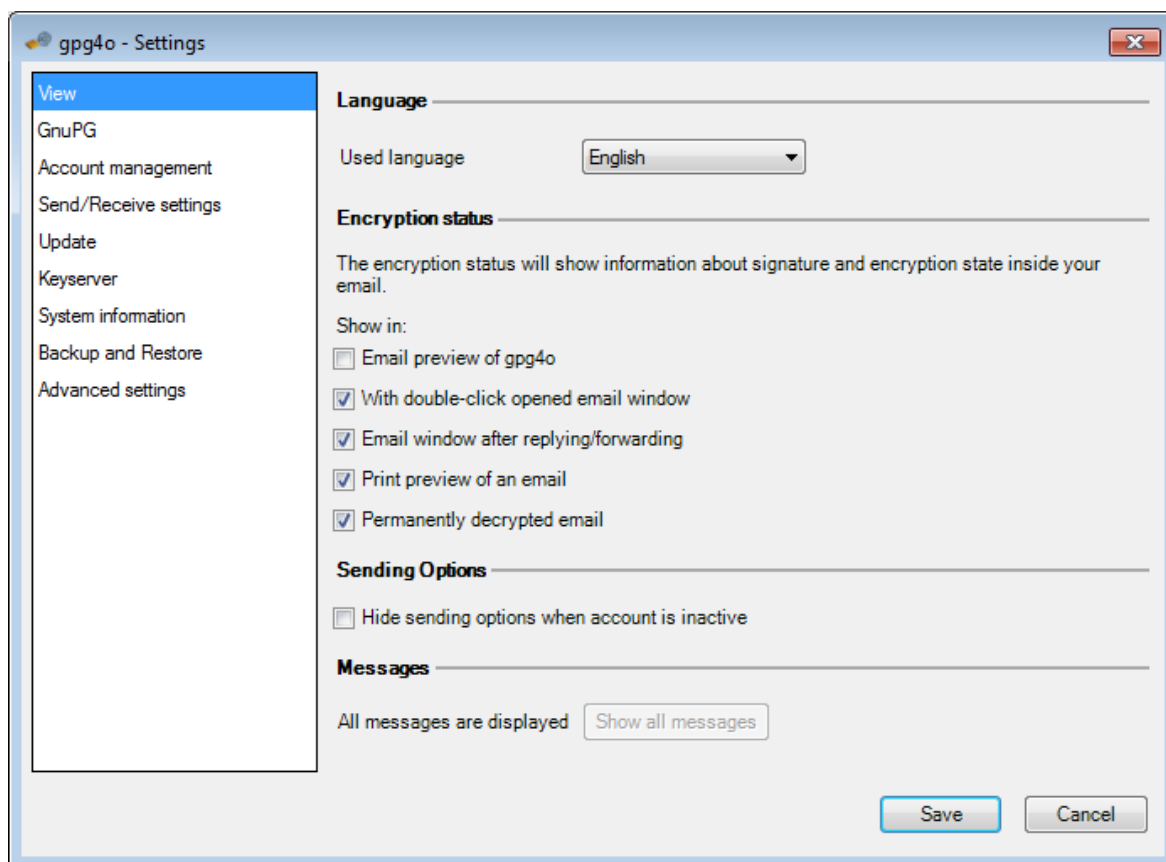 gpg4o - Settings
View
GnuPG
Account management
Send/Receive settings
Update
Keyserver
System information
Backup and Restore
Advanced settings
Language
Used language English
Encryption status
The encryption status will show information about signature and encryption state inside your
email.
Show in:
Email preview of gpg4o
With double-click opened email window
Email window after replying/forwarding
Print preview of an email
Permanently decrypted email
Sending Options
Hide sending options when account is inactive
Messages
All messages are displayed Show all messages
Save Cancel